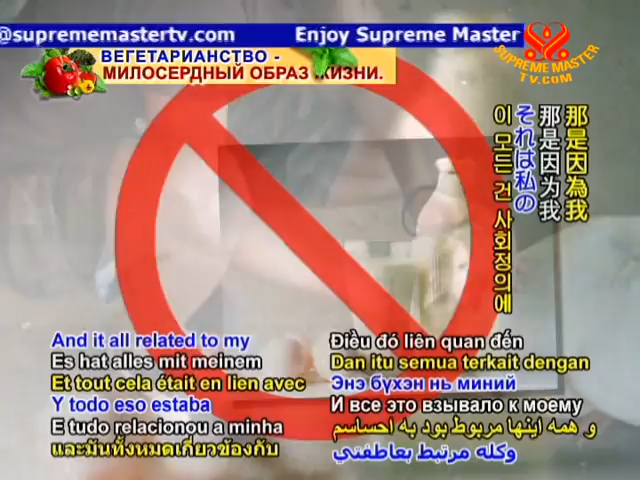 @suprememastertv.com
Enjoy Supreme Master
SUPREME MASTER
TV.COM
ВЕГЕТАРИАНСТВО -
МИЛОСЕРДНЫЙ ОБРАЗ ЖИЗНИ.
那是因為我
那是因为我
それは私の
이 모든 건 사회정의에
And it all related to my
Es hat alles mit meinem
Et tout cela était en lien avec
Y todo eso estaba
E tudo relacionou a minha
และมันทั้งหมดเกี่ยวข้องกับ
Điều đó liên quan đến
Dan itu semua terkait dengan
Энэ бүхэн нь миний
И все это взывало к моему
و همه اینها مربوط بود به احساسم
وكله مرتبط بعاطفتي